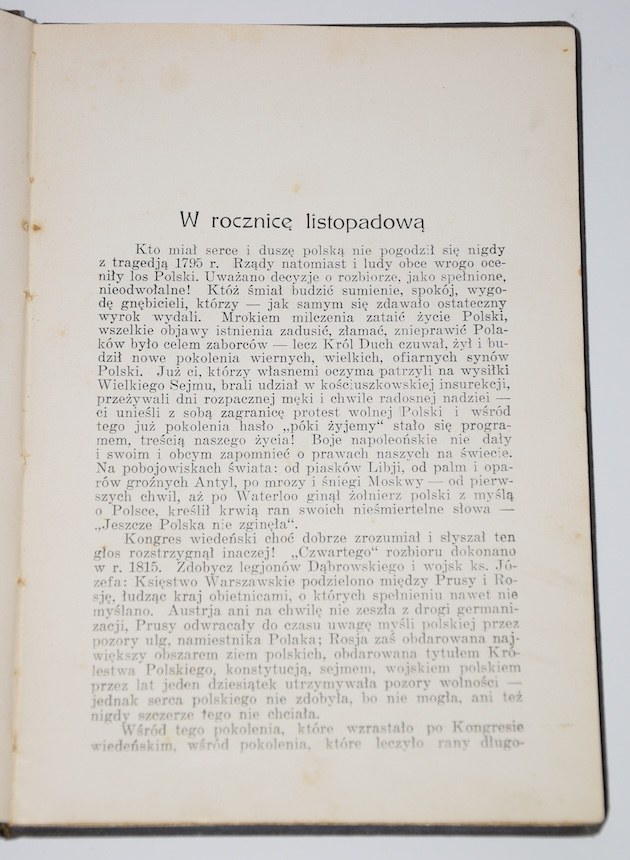 W rocznicę listopadową
Kto miał serce i duszę polską nie pogodził się nigdy
z tragedją 1795 r. Rządy natomiast i ludy obce wrogo oce-
niły los Polski. Uważano decyzje o rozbiorze, jako spełnione,
nieodwołalne! Któż śmiał budzić sumienie, spokój, wygo-
dę gnębicieli, którzy — jak samym się zdawało ostateczny
wyrok wydali. Mrokiem milczenia zataić życie Polski,
wszelkie objawy istnienia zadusić, złamać, znieprawić Pola-
ków było celem zaborców — lecz Król Duch czuwał, żył i bu-
dził nowe pokolenia wiernych, wielkich, ofiarnych synów
Polski. Już ci, którzy własnemi oczyma patrzyli na wysiłki
Wielkiego Sejmu, brali udział w kościuszkowskiej insurekcji,
przeżywali dni rozpacznej męki i chwile radosnej nadziei —
ci unieśli z sobą zagranicę protest wolnej Polski i wśród
tego już pokolenia hasło „póki żyjemy“ stało się progra-
mem, treścią naszego życia! Boje napoleońskie nie dały
i swoim i obcym zapomnieć o prawach naszych na świecie.
Na pobojowiskach świata: od piasków Libji, od palm i opa-
rów groźnych Antyl, po mrozy i śniegi Moskwy — od pierw-
szych chwil, aż po Waterloo ginął żołnierz polski z myślą
o Polsce, kreślił krwią ran swoich nieśmiertelne słowa —
„Jeszcze Polska nie zginęła“.
Kongres wiedeński choć dobrze zrozumiał i słyszał ten
głos rozstrzygnął inaczej! „Czwartego“ rozbioru dokonano
w r. 1815. Zdobycz legjonów Dąbrowskiego i wojsk ks. Jó-
zefa: Księstwo Warszawskie podzielono między Prusy i Ro-
sję, łudząc kraj obietnicami, o których spełnieniu nawet nie
myślano. Austrja ani na chwilę nie zeszła z drogi germani-
zacji, Prusy odwracały do czasu uwagę myśli polskiej przez
pozory ulg, namiestnika Polaka; Rosja zaś obdarowana naj-
większy obszarem ziem polskich, obdarowana tytułem Kró-
lestwa Polskiego, konstytucją, sejmem, wojskiem polskiem
przez lat jeden dziesiątek utrzymywała pozory wolności —
jednak serca polskiego nie zdobyła, bo nie mogła, ani też
nigdy szczerze tego nie chciała.
Wśród tego pokolenia, które wzrastało po Kongresie
wiedeńskim, wśród pokolenia, które leczyło rany długo-